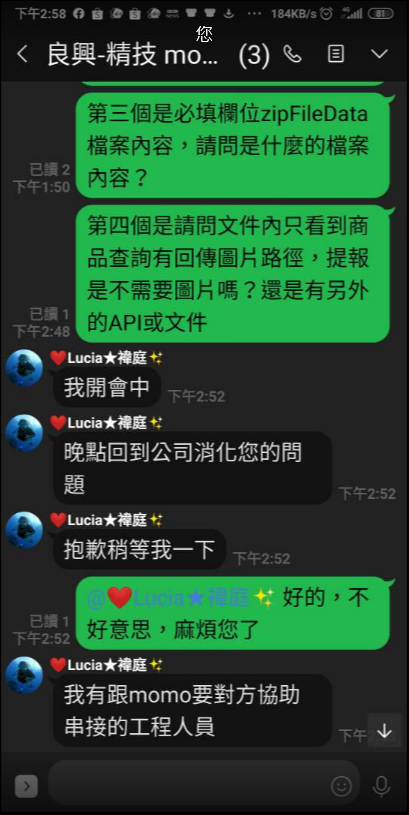 下午2:58
184KB/s
4G
81
您
良興-精技 mo... (3)
第三個是必填欄位zipFileData
檔案內容，請問是什麼的檔案
內容？
已讀 2
下午1:50
第四個是請問文件內只看到商
品查詢有回傳圖片路徑，提報
是不需要圖片嗎？還是有另外
的API或文件
已讀 1
下午2:48
❤️Lucia★褘庭✨
我開會中
下午2:52
❤️Lucia★褘庭✨
晚點回到公司消化您的問
題
下午2:52
❤️Lucia★褘庭✨
抱歉稍等我一下
下午2:52
@❤️Lucia★褘庭✨ 好的，不
好意思，麻煩您了
已讀 1
下午2:52
❤️Lucia★褘庭✨
我有跟momo要對方協助
串接的工程人員
下午